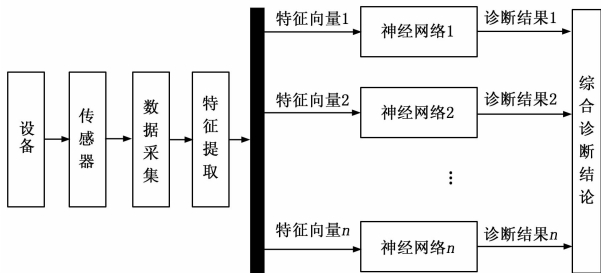 设备
传感器
数据采集
特征提取
特征向量1
神经网络1
诊断结果1
特征向量2
神经网络2
诊断结果2
⋮
特征向量n
神经网络n
诊断结果n
综合诊断结论